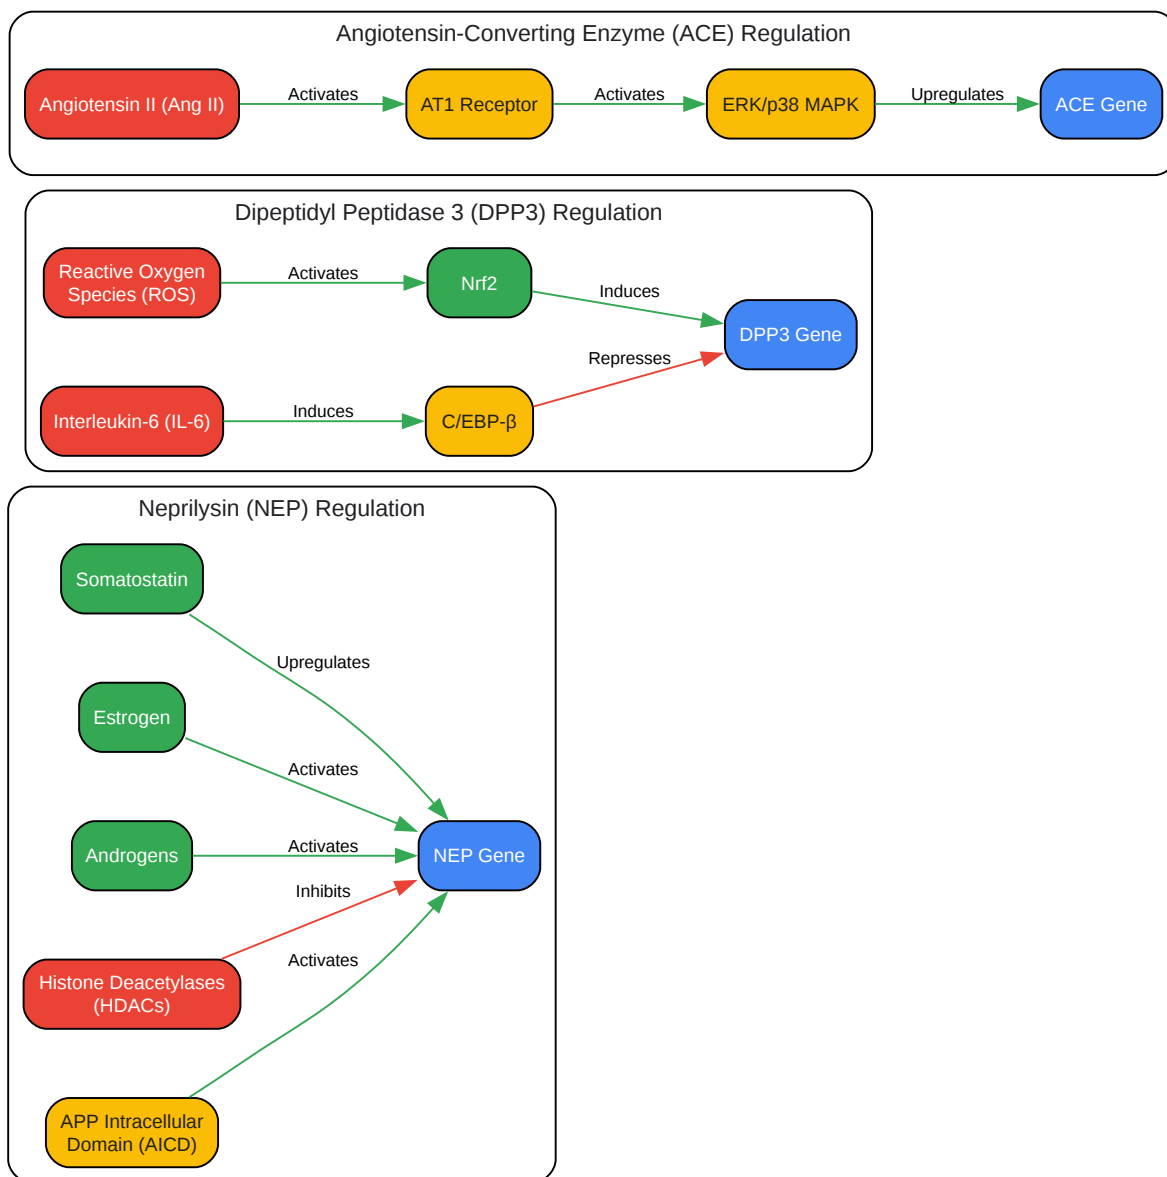 Angiotensin-Converting Enzyme (ACE) Regulation
Angiotensin II (Ang II)
Activates
AT1 Receptor
Activates
ERK/p38 MAPK
Upregulates
ACE Gene
Dipeptidyl Peptidase 3 (DPP3) Regulation
Reactive Oxygen
Species (ROS)
Activates
Nrf2
Induces
DPP3 Gene
Represses
Interleukin-6 (IL-6)
Induces
C/EBP-β
Neprilysin (NEP) Regulation
Somatostatin
Upregulates
Estrogen
Activates
Androgens
Activates
NEP Gene
Inhibits
Histone Deacetylases
(HDACs)
Activates
APP Intracellular
Domain (AICD)